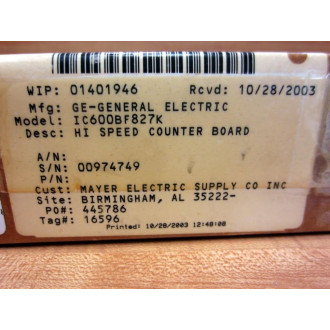 WIP: 01401946 Rcvd: 10/28/2003
Mfg: GE-GENERAL ELECTRIC
Model: IC600BF827K
Desc: HI SPEED COUNTER BOARD
A/N:
S/N: 00974749
P/N:
Cust: MAYER ELECTRIC SUPPLY CO INC
Site: BIRMINGHAM, AL 35222-
PO#: 445786
Tag#: 16596
Printed: 10/28/2003 12:48:08